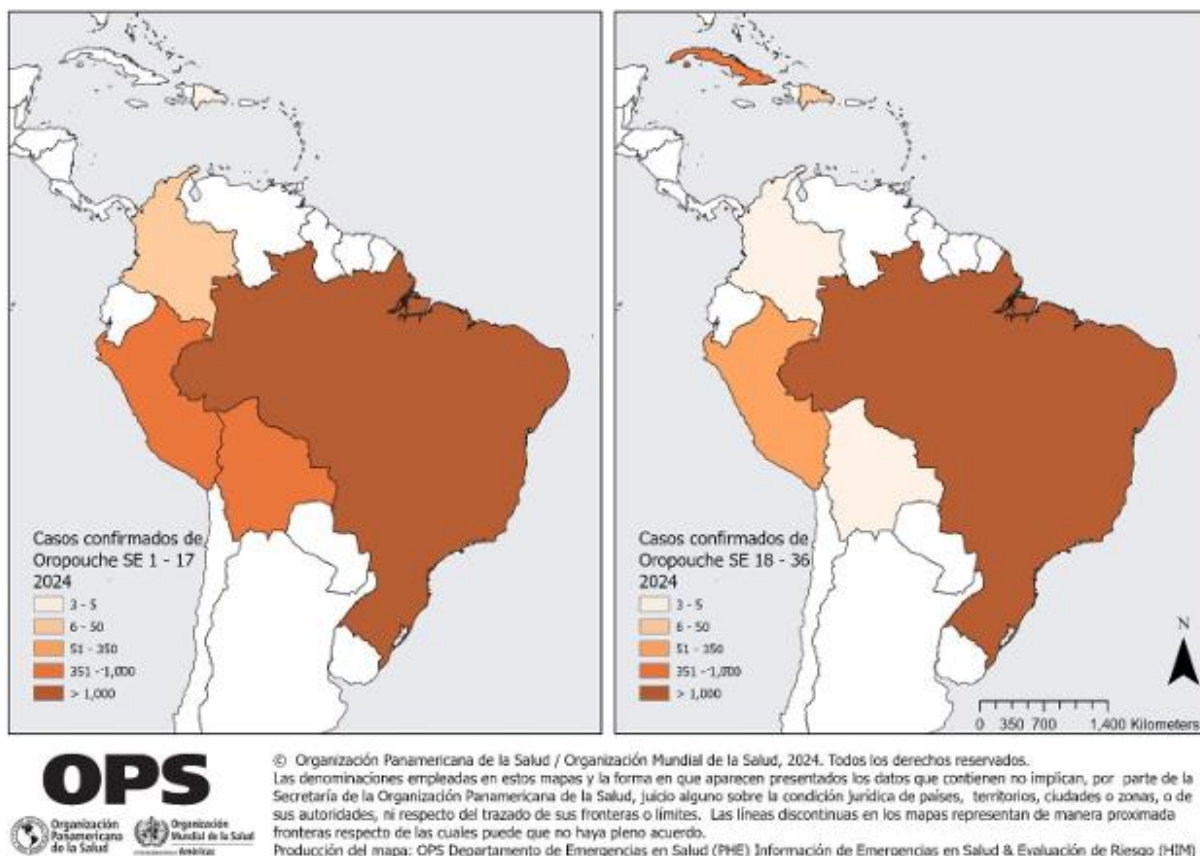 Casos confirmados de
Oropouche SE 1 - 17
2024
3 - 5
6 - 50
51 - 350
351 - 1,000
> 1,000
Casos confirmados de
Oropouche SE 18 - 36
2024
3 - 5
6 - 50
51 - 350
351 - 1,000
> 1,000
N
0 350 700 1,400 Kilometers
OPS
Organización
Panamericana
de la Salud
Organización
Mundial de la Salud
Américas
© Organización Panamericana de la Salud / Organización Mundial de la Salud, 2024. Todos los derechos reservados.
Las denominaciones empleadas en estos mapas y la forma en que aparecen presentados los datos que contienen no implican, por parte de la
Secretaría de la Organización Panamericana de la Salud, juicio alguno sobre la condición jurídica de países, territorios, ciudades o zonas, o de
sus autoridades, ni respecto del trazado de sus fronteras o límites. Las líneas discontinuas en los mapas representan de manera aproximada
fronteras respecto de las cuales puede que no haya pleno acuerdo.
Producción del mapa: OPS Departamento de Emergencias en Salud (PHE) Información de Emergencias en Salud & Evaluación de Riesgo (HIM)